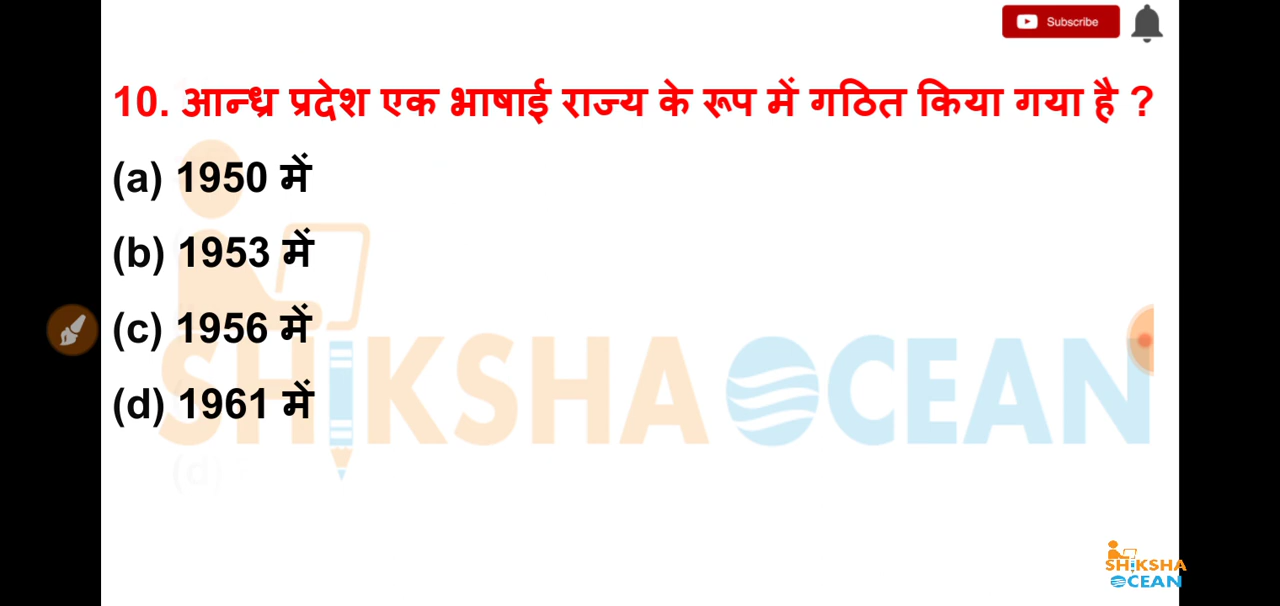 Subscribe
10. आन्ध्र प्रदेश एक भाषाई राज्य के रूप में गठित किया गया है ?
(a) 1950 में
(b) 1953 में
(c) 1956 में
(d) 1961 में
SHIKSHA OCEAN
(d)
SHIKSHA
OCEAN